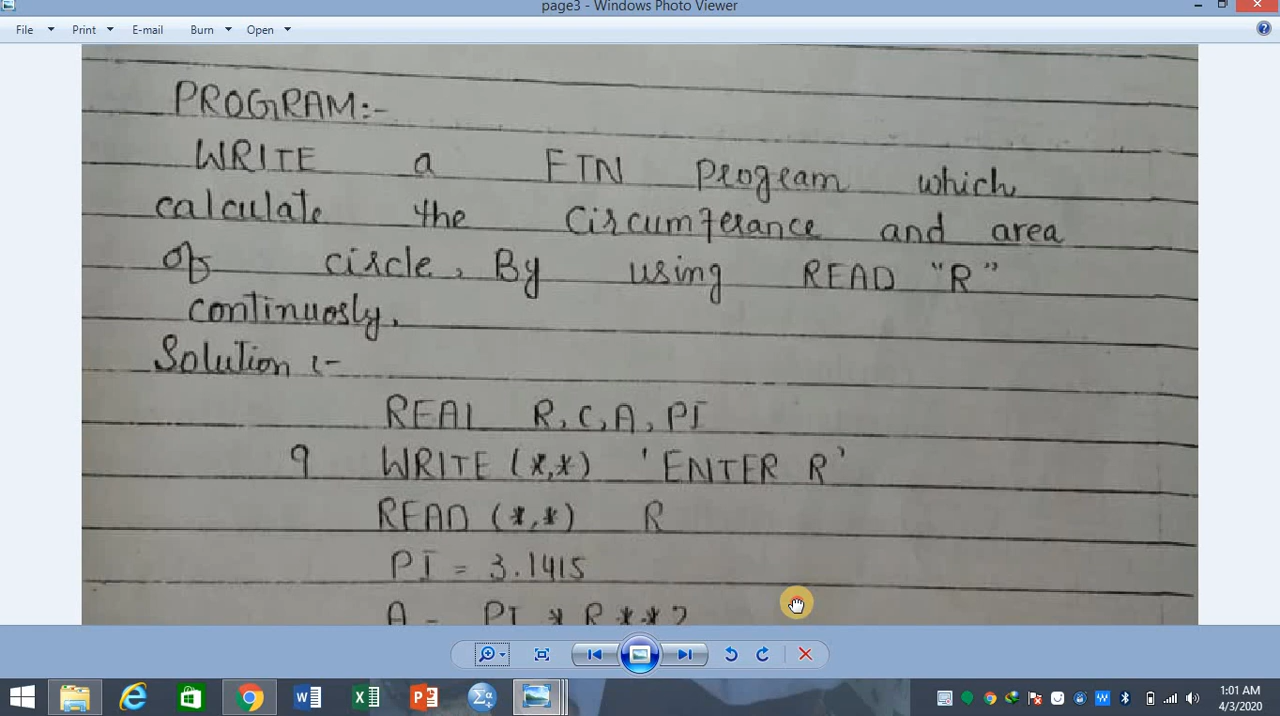 page3 - Windows Photo Viewer
File Print E-mail Burn Open
PROGRAM:-
WRITE a FTN Program which
calculate the circumferance and area
of circle, By using READ "R"
continuosly.
Solution :-
REAL R, C, A, PI
9 WRITE (*,*) 'ENTER R'
READ (*,*) R
PI = 3.1415
A = PI * R **2
1:01 AM
4/3/2020